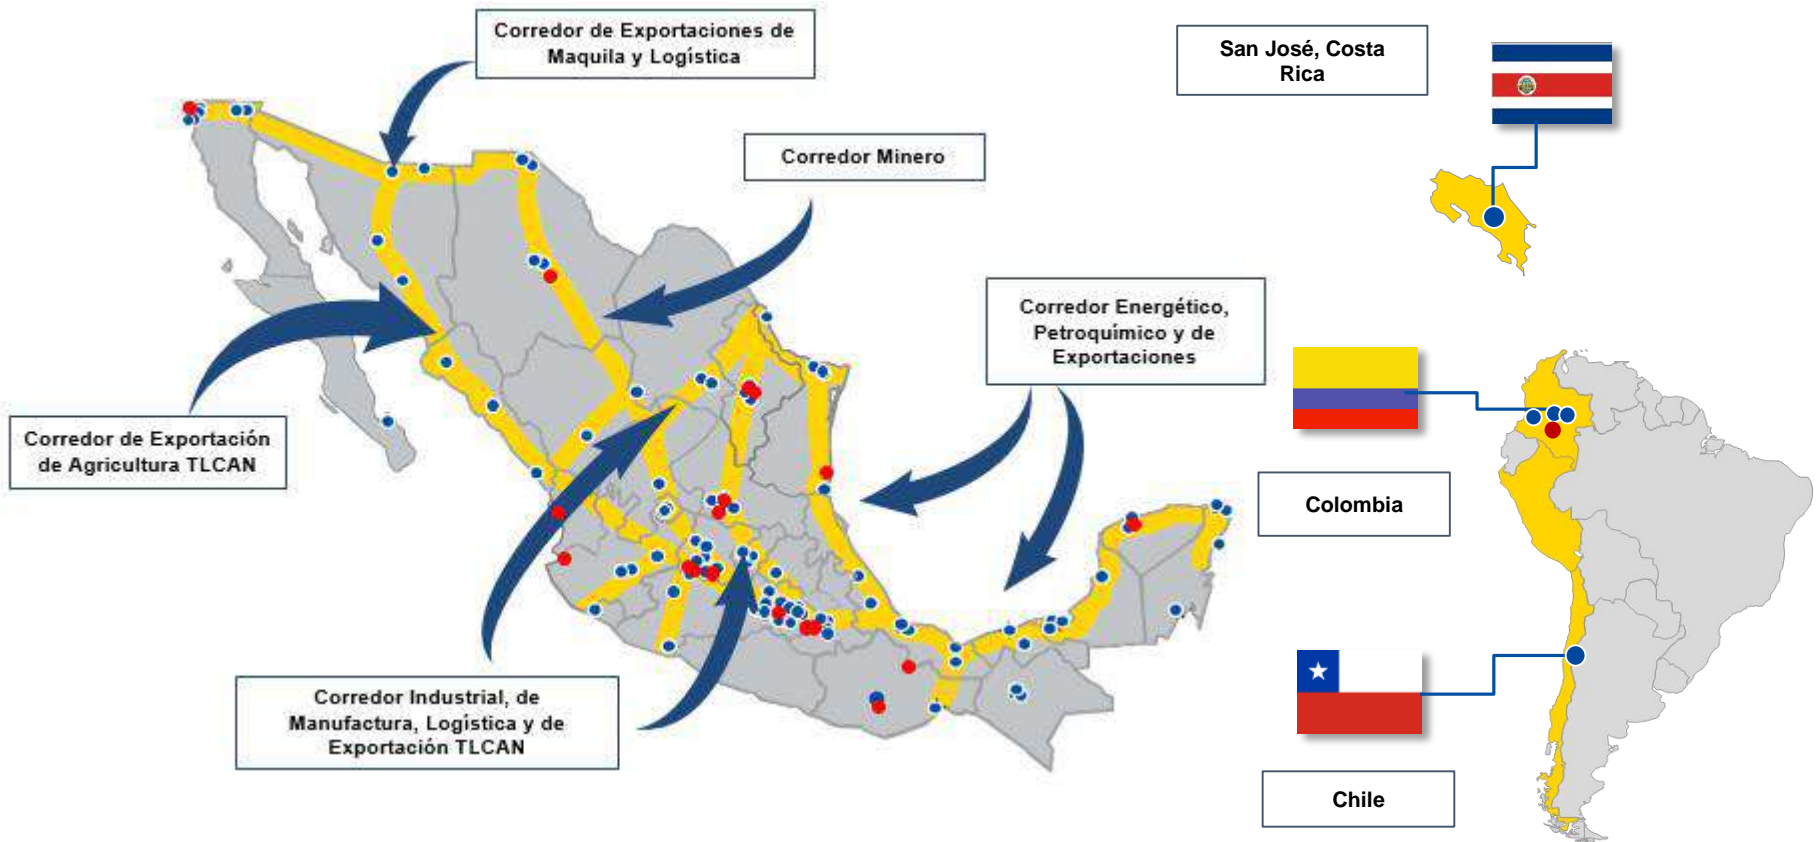 Corredor de Exportaciones de
Maquila y Logística
San José, Costa
Rica
Corredor Minero
Corredor Energético,
Petroquímico y de
Exportaciones
Corredor de Exportación
de Agricultura TLCAN
Colombia
Corredor Industrial, de
Manufactura, Logística y de
Exportación TLCAN
Chile